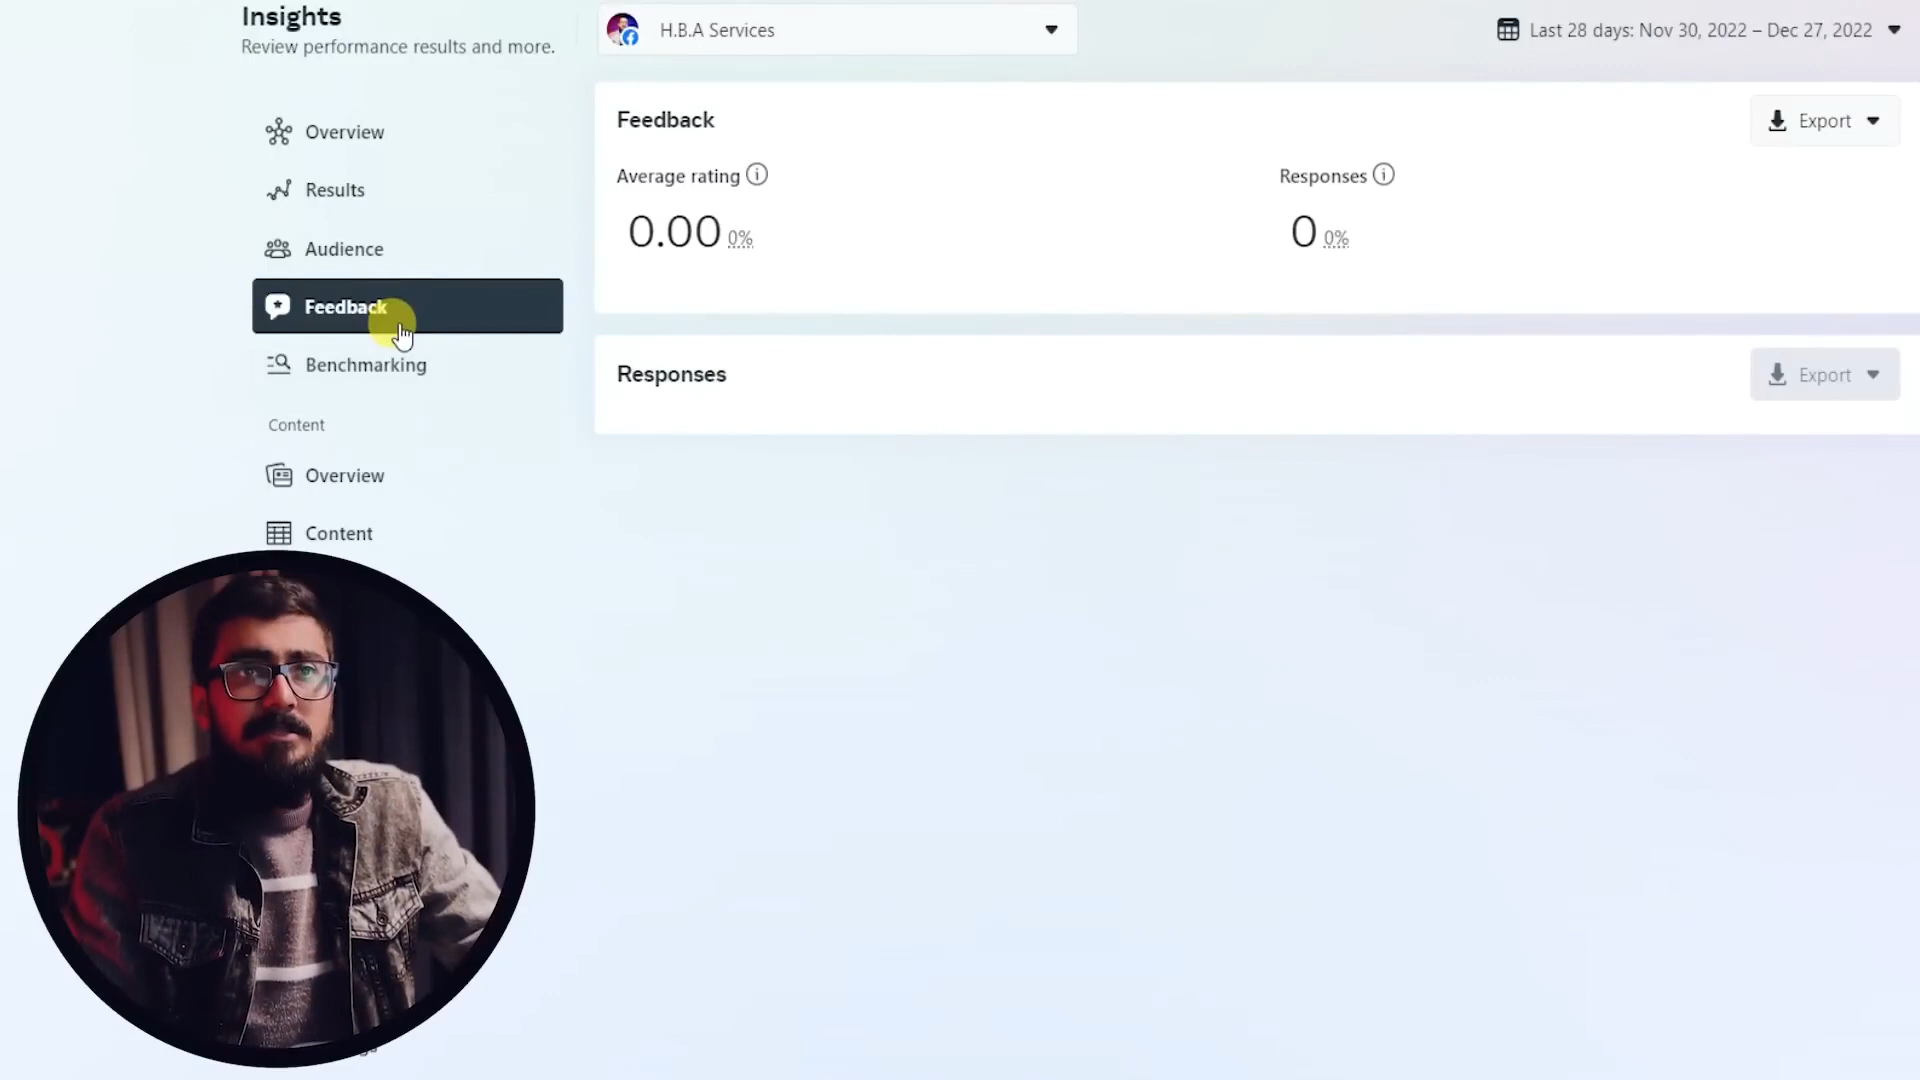 Insights
Review performance results and more.
H.B.A Services
Last 28 days: Nov 30, 2022 – Dec 27, 2022
Overview
Results
Audience
Feedback
Benchmarking
Content
Overview
Content
Feedback
Export
Average rating
0.00 0%
Responses
0 0%
Responses
Export